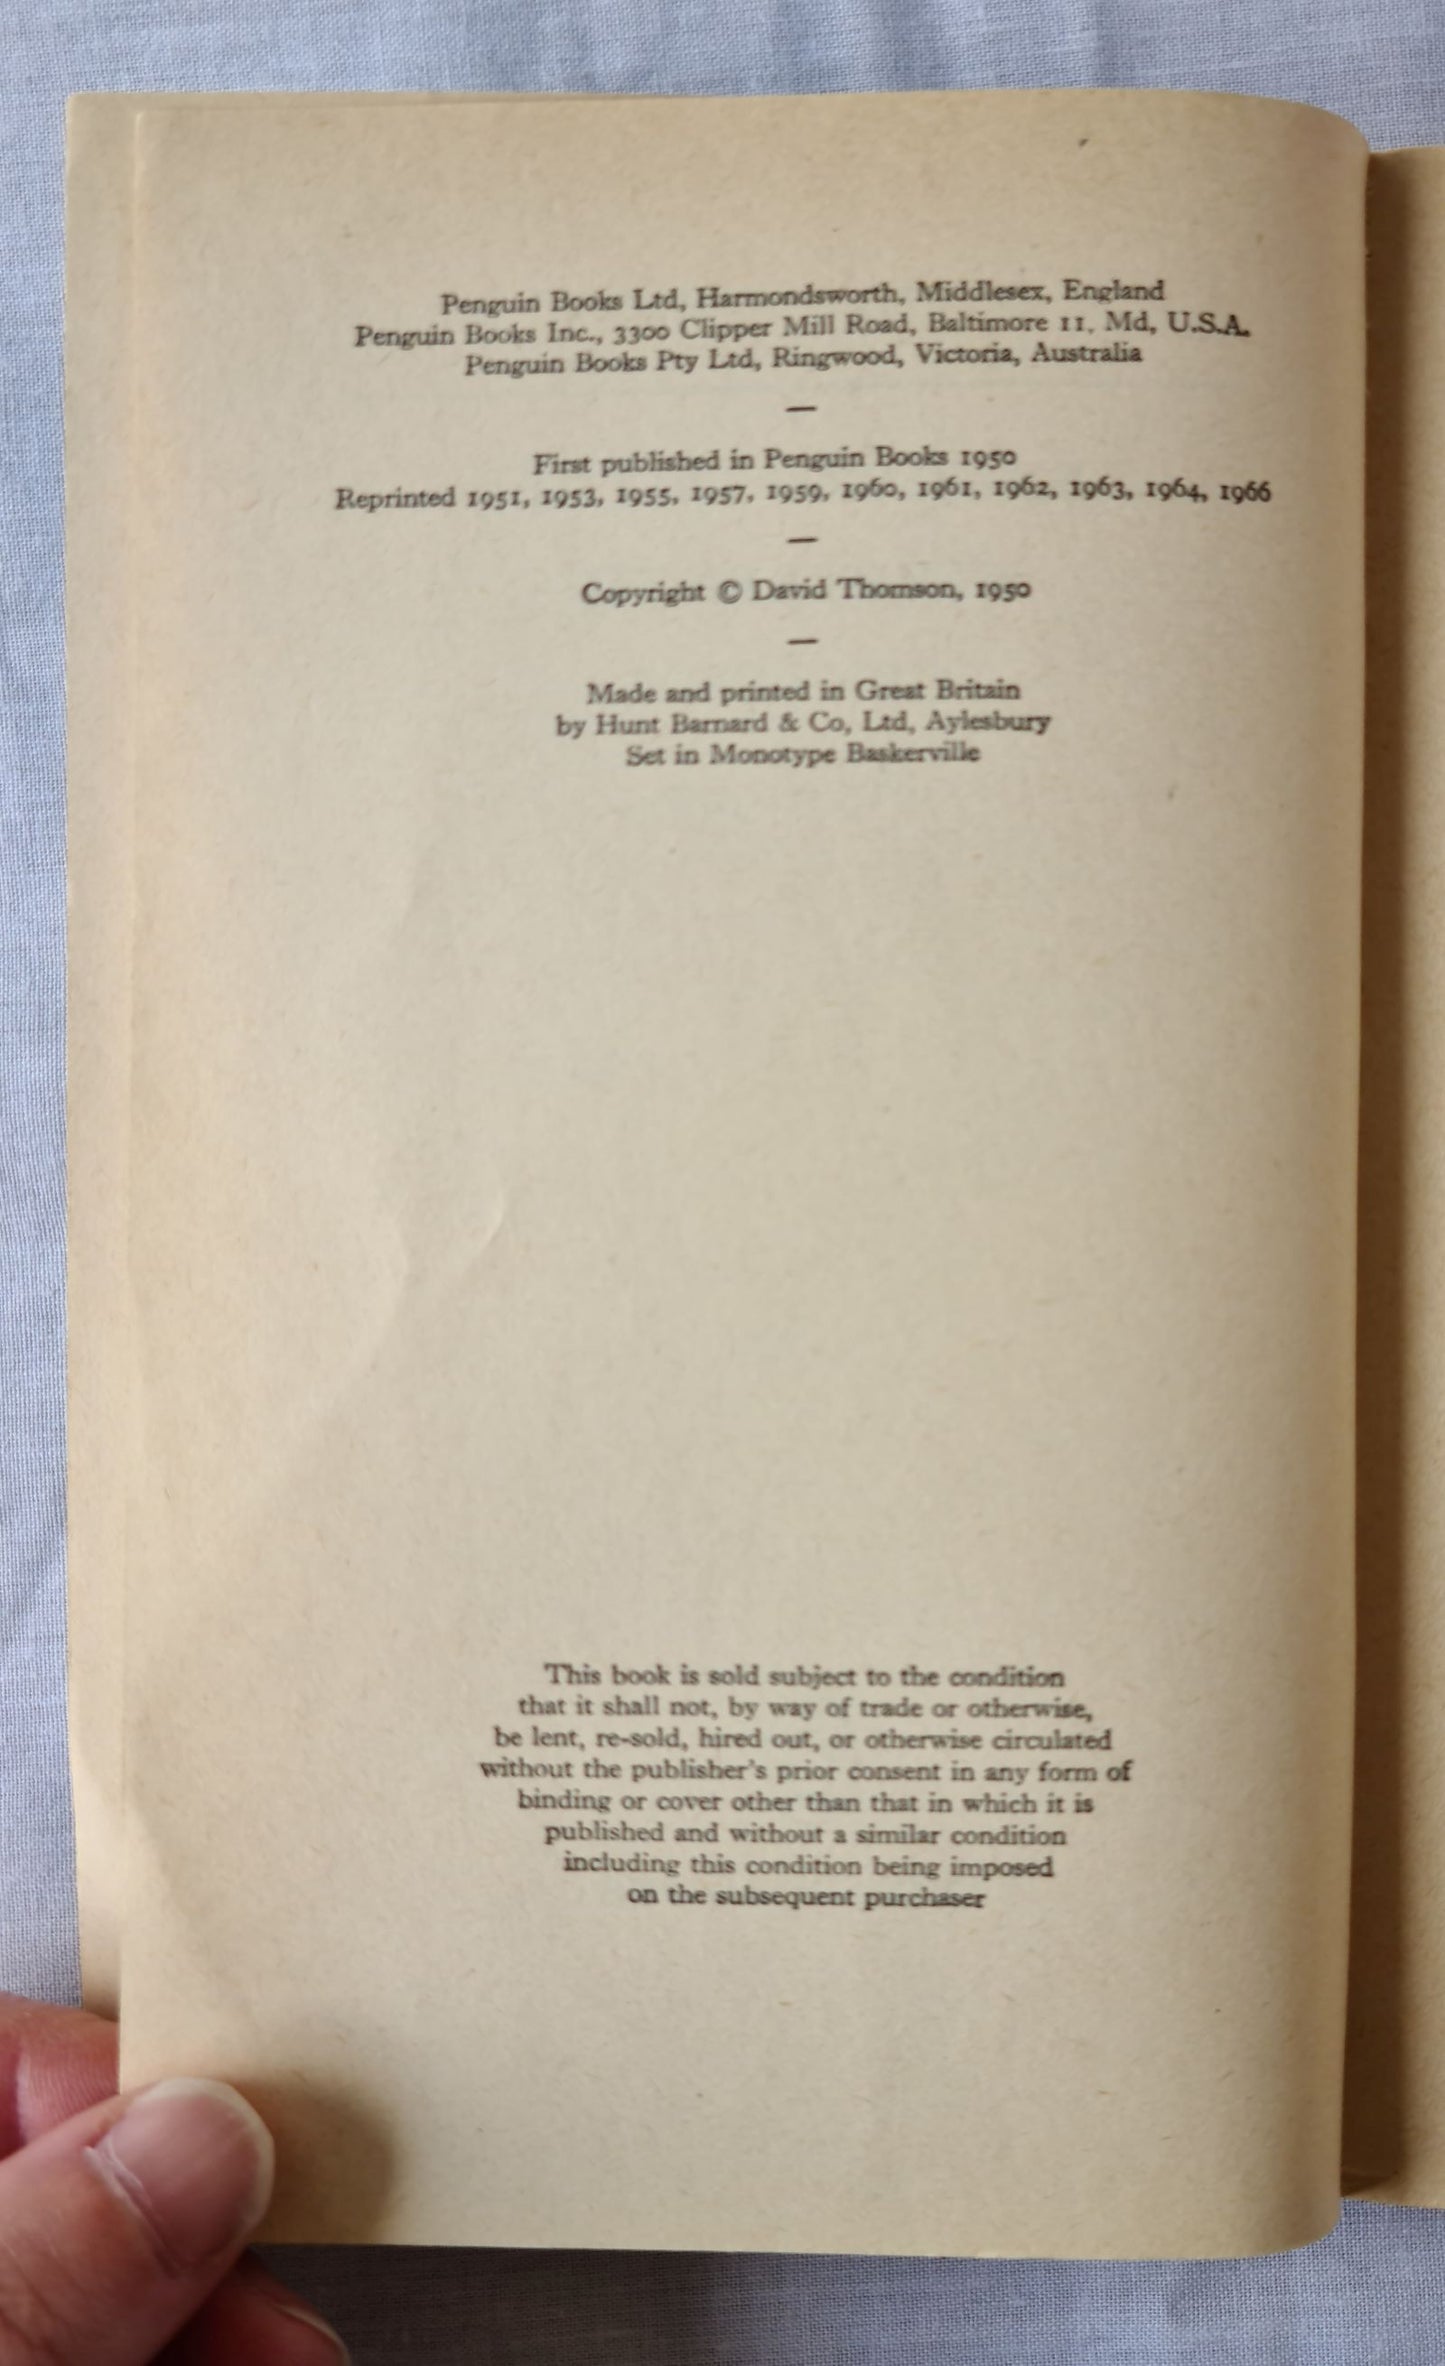 Penguin Books Ltd, Harmondsworth, Middlesex, England
Penguin Books Inc., 3300 Clipper Mill Road, Baltimore 11, Md, U.S.A.
Penguin Books Pty Ltd, Ringwood, Victoria, Australia
—
First published in Penguin Books 1950
Reprinted 1951, 1953, 1955, 1957, 1959, 1960, 1961, 1962, 1963, 1964, 1966
—
Copyright © David Thomson, 1950
—
Made and printed in Great Britain
by Hunt Barnard & Co, Ltd, Aylesbury
Set in Monotype Baskerville
This book is sold subject to the condition
that it shall not, by way of trade or otherwise,
be lent, re-sold, hired out, or otherwise circulated
without the publisher's prior consent in any form of
binding or cover other than that in which it is
published and without a similar condition
including this condition being imposed
on the subsequent purchaser